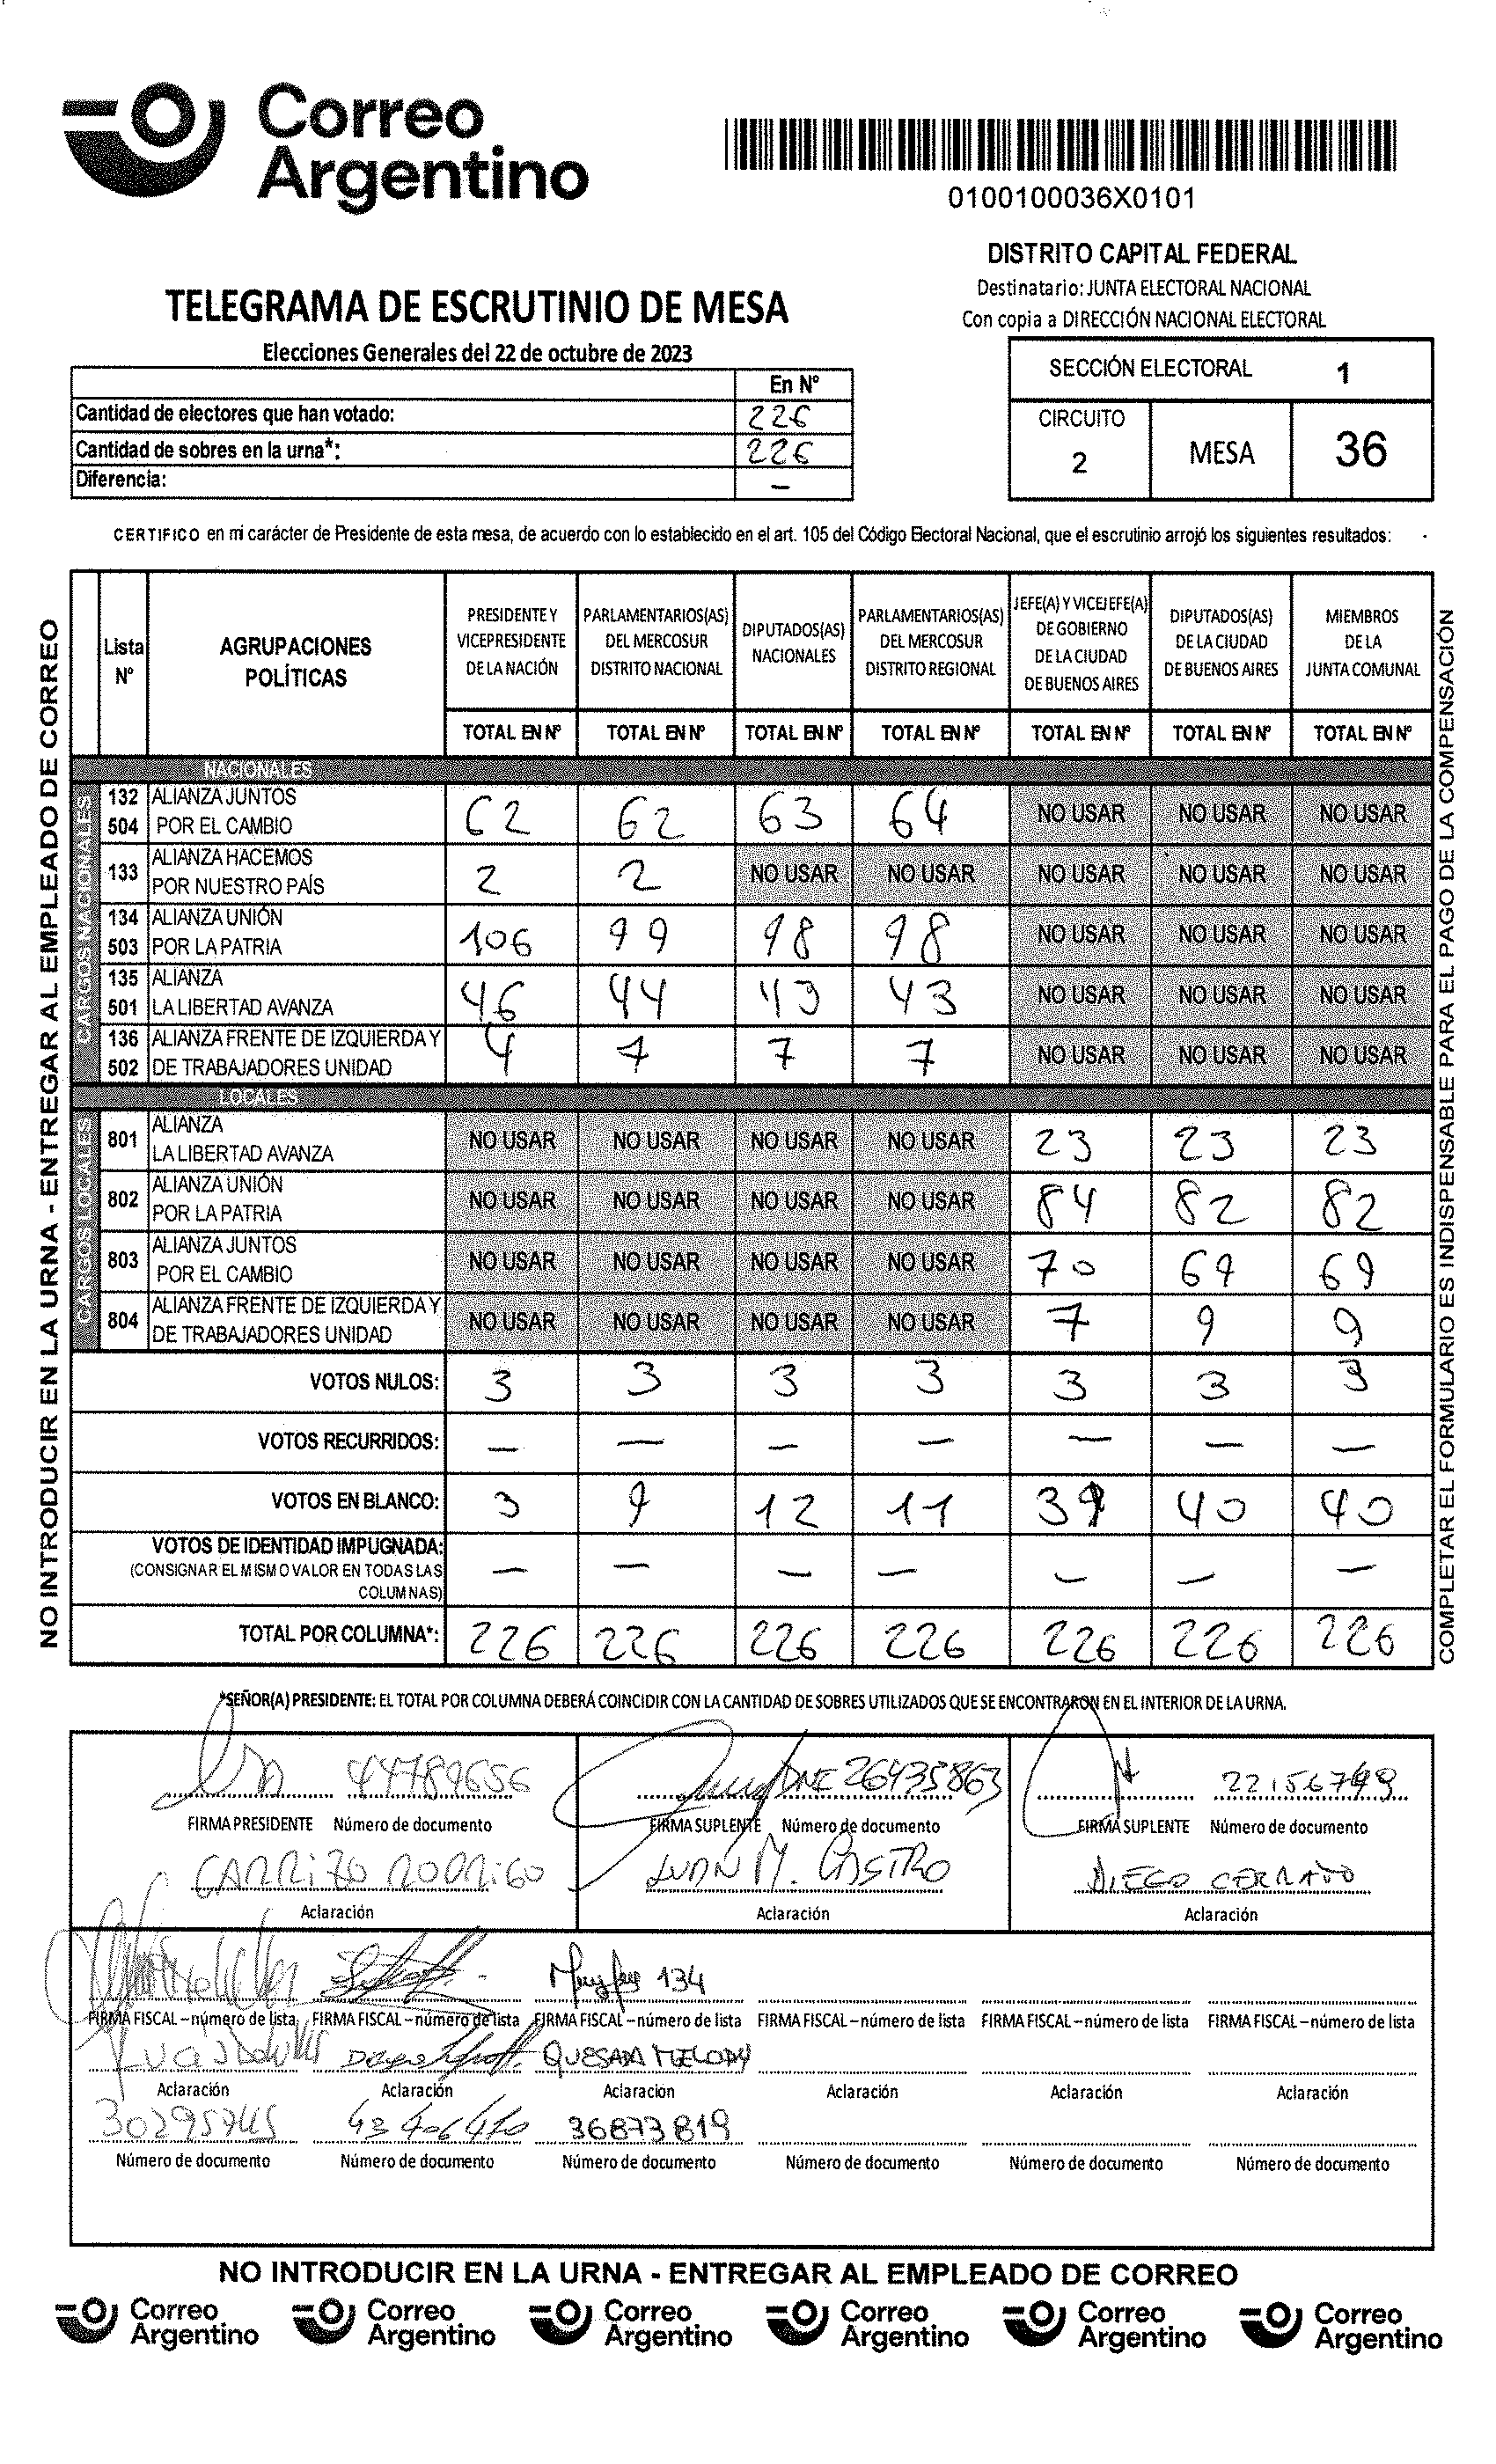 Correo
Argentino
0100100036X0101
DISTRITO CAPITAL FEDERAL
Destinatario: JUNTA ELECTORAL NACIONAL
Con copia a DIRECCIÓN NACIONAL ELECTORAL
TELEGRAMA DE ESCRUTINIO DE MESA
Elecciones Generales del 22 de octubre de 2023
En Nº
Cantidad de electores que han votado: 226
Cantidad de sobres en la urna*: 226
Diferencia: –
SECCIÓN ELECTORAL 1
CIRCUITO 2 MESA 36
CERTIFICO en mi carácter de Presidente de esta mesa, de acuerdo con lo establecido en el art. 105 del Código Electoral Nacional, que el escrutinio arrojó los siguientes resultados:
NO INTRODUCIR EN LA URNA - ENTREGAR AL EMPLEADO DE CORREO
COMPLETAR EL FORMULARIO ES INDISPENSABLE PARA EL PAGO DE LA COMPENSACIÓN
Lista Nº
AGRUPACIONES POLÍTICAS
PRESIDENTE Y VICEPRESIDENTE DE LA NACIÓN
PARLAMENTARIOS(AS) DEL MERCOSUR DISTRITO NACIONAL
DIPUTADOS(AS) NACIONALES
PARLAMENTARIOS(AS) DEL MERCOSUR DISTRITO REGIONAL
JEFE(A) Y VICEJEFE(A) DE GOBIERNO DE LA CIUDAD DE BUENOS AIRES
DIPUTADOS(AS) DE LA CIUDAD DE BUENOS AIRES
MIEMBROS DE LA JUNTA COMUNAL
TOTAL EN Nº TOTAL EN Nº TOTAL EN Nº TOTAL EN Nº TOTAL EN Nº TOTAL EN Nº TOTAL EN Nº
NACIONALES
CARGOS NACIONALES
132 504 ALIANZA JUNTOS POR EL CAMBIO 62 62 63 64 NO USAR NO USAR NO USAR
133 ALIANZA HACEMOS POR NUESTRO PAÍS 2 2 NO USAR NO USAR NO USAR NO USAR NO USAR
134 503 ALIANZA UNIÓN POR LA PATRIA 106 99 98 98 NO USAR NO USAR NO USAR
135 501 ALIANZA LA LIBERTAD AVANZA 46 44 43 43 NO USAR NO USAR NO USAR
136 502 ALIANZA FRENTE DE IZQUIERDA Y DE TRABAJADORES UNIDAD 4 7 7 7 NO USAR NO USAR NO USAR
LOCALES
CARGOS LOCALES
801 ALIANZA LA LIBERTAD AVANZA NO USAR NO USAR NO USAR NO USAR 23 23 23
802 ALIANZA UNIÓN POR LA PATRIA NO USAR NO USAR NO USAR NO USAR 84 82 82
803 ALIANZA JUNTOS POR EL CAMBIO NO USAR NO USAR NO USAR NO USAR 70 69 69
804 ALIANZA FRENTE DE IZQUIERDA Y DE TRABAJADORES UNIDAD NO USAR NO USAR NO USAR NO USAR 7 9 9
VOTOS NULOS: 3 3 3 3 3 3 3
VOTOS RECURRIDOS: – – – – – – –
VOTOS EN BLANCO: 3 9 12 11 39 40 40
VOTOS DE IDENTIDAD IMPUGNADA: – – – – – – –
(CONSIGNAR EL MISMO VALOR EN TODAS LAS COLUMNAS)
TOTAL POR COLUMNA*: 226 226 226 226 226 226 226
*SEÑOR(A) PRESIDENTE: EL TOTAL POR COLUMNA DEBERÁ COINCIDIR CON LA CANTIDAD DE SOBRES UTILIZADOS QUE SE ENCONTRARON EN EL INTERIOR DE LA URNA.
44789656 DNE 26435863 22156749
FIRMA PRESIDENTE Número de documento FIRMA SUPLENTE Número de documento FIRMA SUPLENTE Número de documento
CARRIZO RODRIGO JUAN M. CASTRO DIEGO CERRATO
Aclaración Aclaración Aclaración
134
FIRMA FISCAL – número de lista FIRMA FISCAL – número de lista FIRMA FISCAL – número de lista FIRMA FISCAL – número de lista FIRMA FISCAL – número de lista FIRMA FISCAL – número de lista
QUESADA MELODY
Aclaración Aclaración Aclaración Aclaración Aclaración Aclaración
30295745 43406410 36873819
Número de documento Número de documento Número de documento Número de documento Número de documento Número de documento
NO INTRODUCIR EN LA URNA - ENTREGAR AL EMPLEADO DE CORREO
Correo Argentino Correo Argentino Correo Argentino Correo Argentino Correo Argentino Correo Argentino